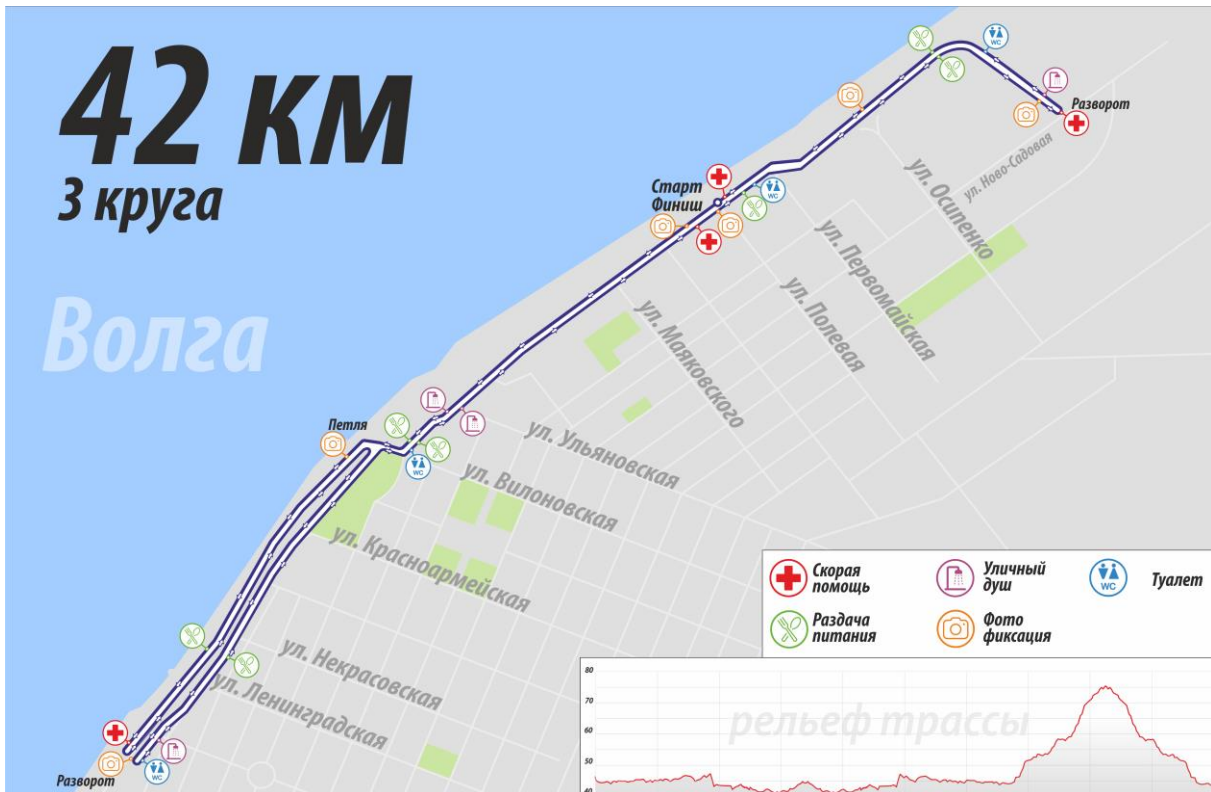 42 км
3 круга
Волга
Старт
Финиш
Разворот
ул. Ново-Садовая
ул. Осипенко
ул. Первомайская
ул. Полевая
ул. Маяковского
Петля
ул. Ульяновская
ул. Вилоновская
ул. Красноармейская
ул. Некрасовская
ул. Ленинградская
Разворот
WC
WC
WC
WC
Скорая
помощь
Уличный
душ
WC
Туалет
Раздача
питания
Фото
фиксация
рельеф трассы
80
70
60
50
40